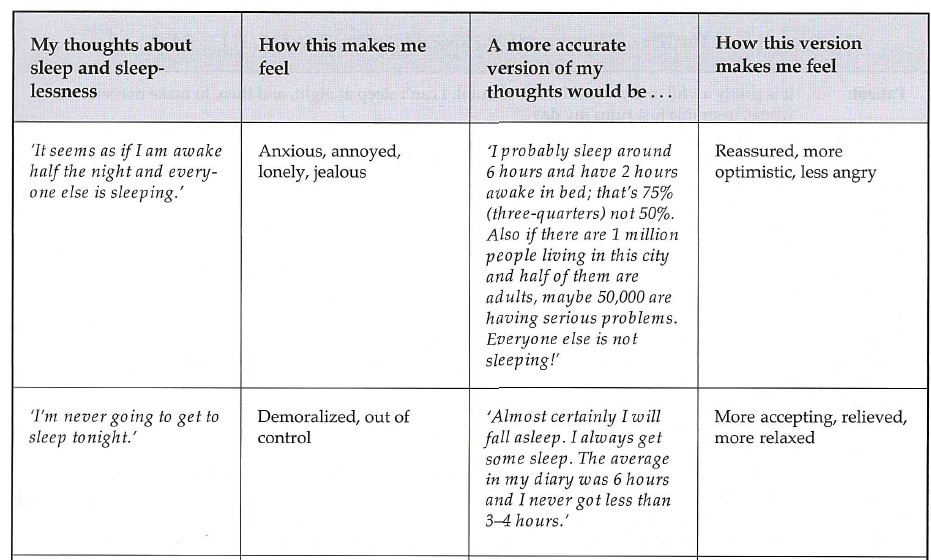 My thoughts about
sleep and sleep-
lessness
How this makes me
feel
A more accurate
version of my
thoughts would be . . .
How this version
makes me feel
'It seems as if I am awake
half the night and every-
one else is sleeping.'
Anxious, annoyed,
lonely, jealous
'I probably sleep around
6 hours and have 2 hours
awake in bed; that's 75%
(three-quarters) not 50%.
Also if there are 1 million
people living in this city
and half of them are
adults, maybe 50,000 are
having serious problems.
Everyone else is not
sleeping!'
Reassured, more
optimistic, less angry
'I'm never going to get to
sleep tonight.'
Demoralized, out of
control
'Almost certainly I will
fall asleep. I always get
some sleep. The average
in my diary was 6 hours
and I never got less than
3–4 hours.'
More accepting, relieved,
more relaxed